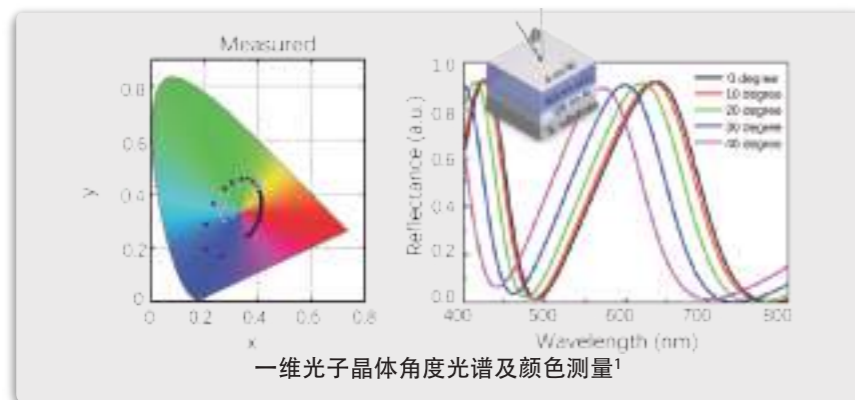 Measured
0.8
0.6
0.4
0.2
0
y
0 0.2 0.4 0.6 0.8
x
1.0
0.8
0.6
0.4
0.2
0.0
Reflectance (a.u.)
0 degree
10 degree
20 degree
30 degree
40 degree
400 500 600 700 800
Wavelength (nm)
一维光子晶体角度光谱及颜色测量¹